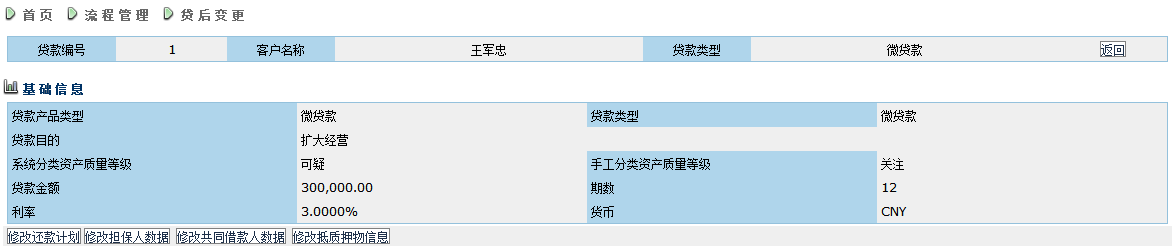 首页 流程管理 贷后变更
贷款编号 1 客户名称 王军忠 贷款类型 微贷款 返回
基础信息
贷款产品类型 微贷款 贷款类型 微贷款
贷款目的 扩大经营
系统分类资产质量等级 可疑 手工分类资产质量等级 关注
贷款金额 300,000.00 期数 12
利率 3.0000% 货币 CNY
修改还款计划 修改担保人数据 修改共同借款人数据 修改抵质押物信息